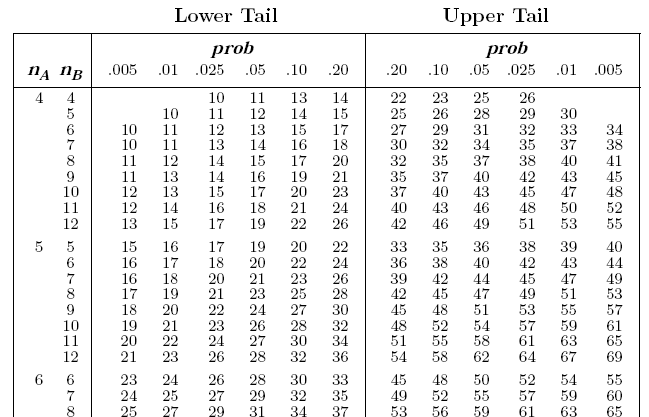 Lower Tail Upper Tail
prob prob
nA nB .005 .01 .025 .05 .10 .20 .20 .10 .05 .025 .01 .005
4 4 10 11 13 14 22 23 25 26
5 10 11 12 14 15 25 26 28 29 30
6 10 11 12 13 15 17 27 29 31 32 33 34
7 10 11 13 14 16 18 30 32 34 35 37 38
8 11 12 14 15 17 20 32 35 37 38 40 41
9 11 13 14 16 19 21 35 37 40 42 43 45
10 12 13 15 17 20 23 37 40 43 45 47 48
11 12 14 16 18 21 24 40 43 46 48 50 52
12 13 15 17 19 22 26 42 46 49 51 53 55
5 5 15 16 17 19 20 22 33 35 36 38 39 40
6 16 17 18 20 22 24 36 38 40 42 43 44
7 16 18 20 21 23 26 39 42 44 45 47 49
8 17 19 21 23 25 28 42 45 47 49 51 53
9 18 20 22 24 27 30 45 48 51 53 55 57
10 19 21 23 26 28 32 48 52 54 57 59 61
11 20 22 24 27 30 34 51 55 58 61 63 65
12 21 23 26 28 32 36 54 58 62 64 67 69
6 6 23 24 26 28 30 33 45 48 50 52 54 55
7 24 25 27 29 32 35 49 52 55 57 59 60
8 25 27 29 31 34 37 53 56 59 61 63 65